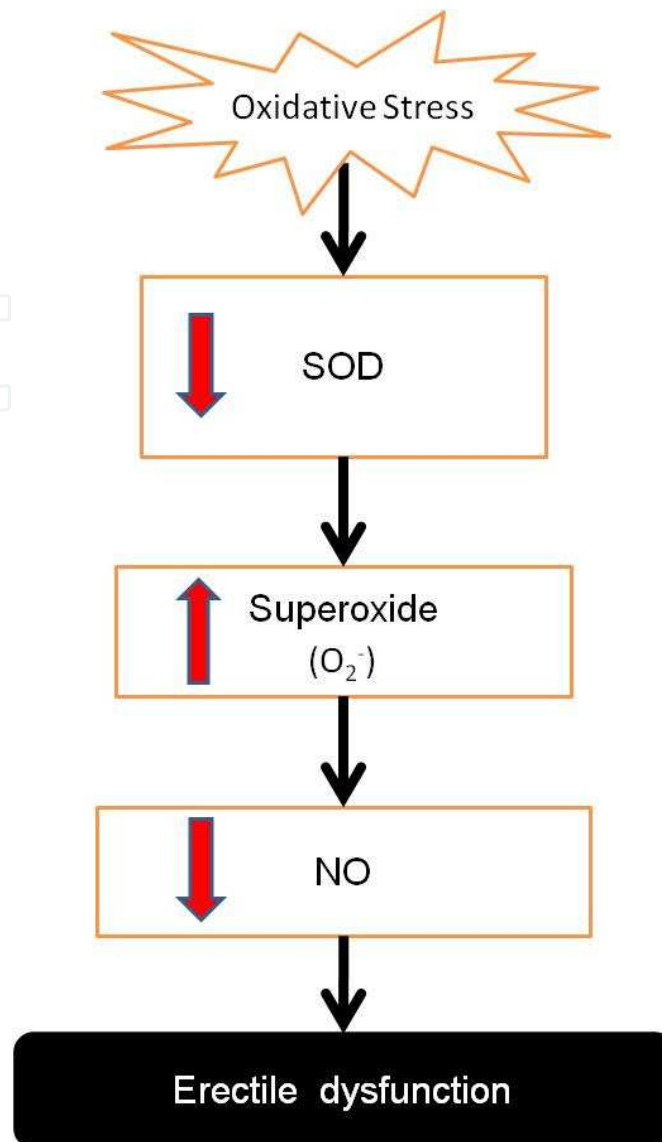 Oxidative Stress
SOD
Superoxide
(O₂⁻)
NO
Erectile dysfunction